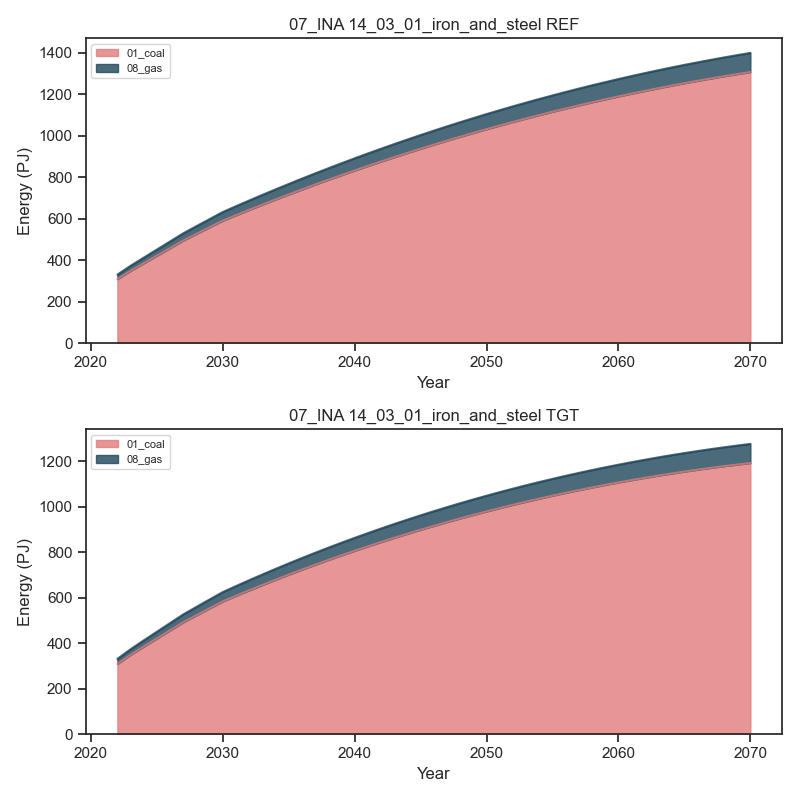 07_INA 14_03_01_iron_and_steel REF
01_coal
08_gas
Energy (PJ)
1400
1200
1000
800
600
400
200
0
2020 2030 2040 2050 2060 2070
Year
07_INA 14_03_01_iron_and_steel TGT
01_coal
08_gas
Energy (PJ)
1200
1000
800
600
400
200
0
2020 2030 2040 2050 2060 2070
Year